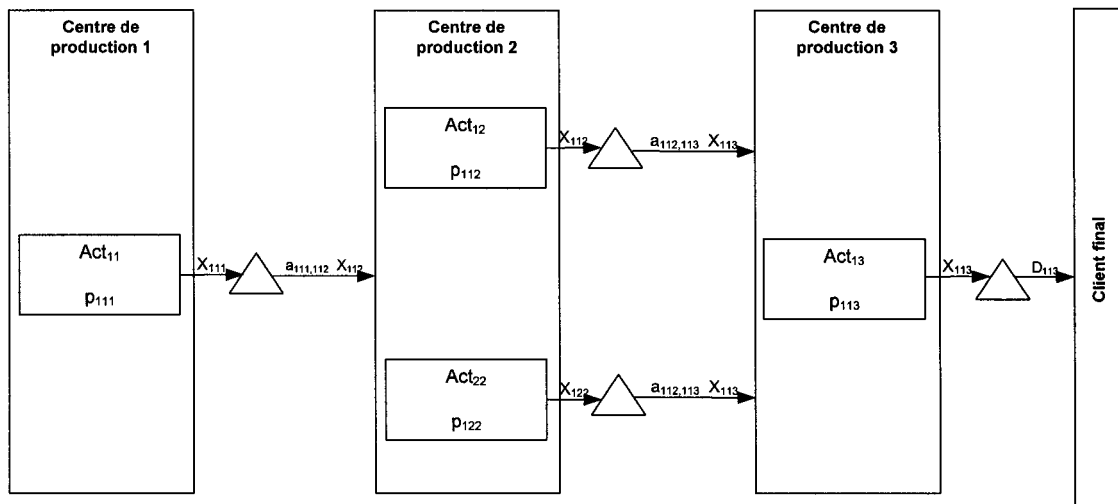 Centre de
production 1
Centre de
production 2
Centre de
production 3
Act₁₂
p₁₁₂
X₁₁₂
a₁₁₂,₁₁₃ X₁₁₃
Act₁₁
p₁₁₁
X₁₁₁
a₁₁₁,₁₁₂ X₁₁₂
Act₁₃
p₁₁₃
X₁₁₃
D₁₁₃
Client final
Act₂₂
p₁₂₂
X₁₂₂
a₁₁₂,₁₁₃ X₁₁₃